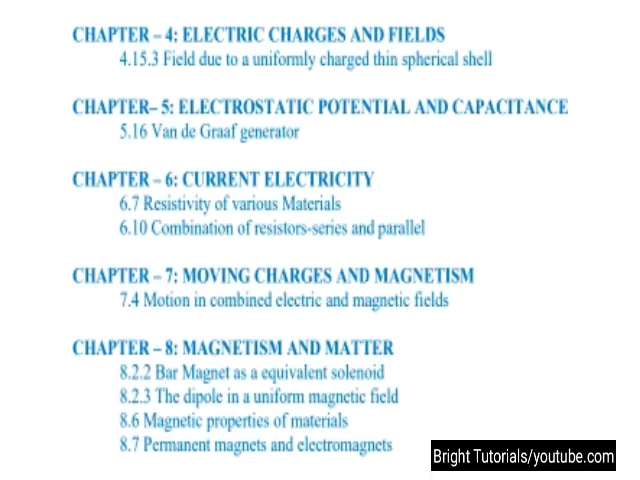 CHAPTER – 4: ELECTRIC CHARGES AND FIELDS
4.15.3 Field due to a uniformly charged thin spherical shell
CHAPTER– 5: ELECTROSTATIC POTENTIAL AND CAPACITANCE
5.16 Van de Graaf generator
CHAPTER – 6: CURRENT ELECTRICITY
6.7 Resistivity of various Materials
6.10 Combination of resistors-series and parallel
CHAPTER – 7: MOVING CHARGES AND MAGNETISM
7.4 Motion in combined electric and magnetic fields
CHAPTER – 8: MAGNETISM AND MATTER
8.2.2 Bar Magnet as a equivalent solenoid
8.2.3 The dipole in a uniform magnetic field
8.6 Magnetic properties of materials
8.7 Permanent magnets and electromagnets
Bright Tutorials/youtube.com